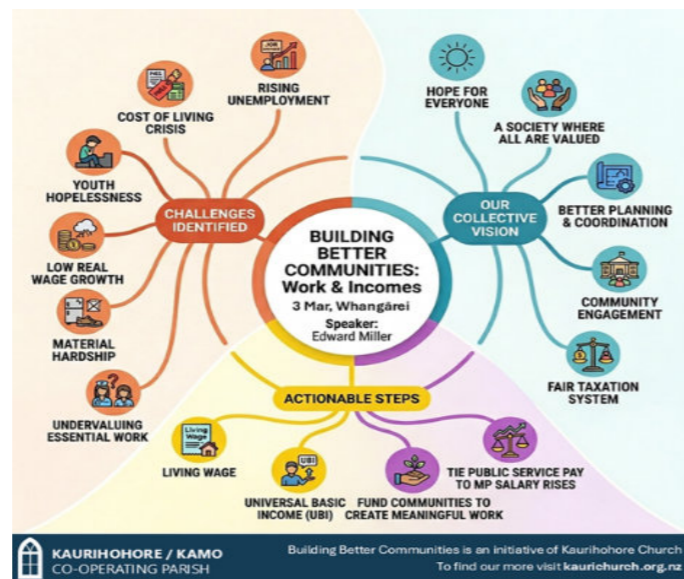 BUILDING
BETTER
COMMUNITIES:
Work & Incomes
3 Mar, Whangārei
Speaker:
Edward Miller
CHALLENGES
IDENTIFIED
RISING
UNEMPLOYMENT
COST OF LIVING
CRISIS
YOUTH
HOPELESSNESS
LOW REAL
WAGE GROWTH
MATERIAL
HARDSHIP
UNDERVALUING
ESSENTIAL WORK
OUR
COLLECTIVE
VISION
HOPE FOR
EVERYONE
A SOCIETY WHERE
ALL ARE VALUED
BETTER PLANNING
& COORDINATION
COMMUNITY
ENGAGEMENT
FAIR TAXATION
SYSTEM
ACTIONABLE STEPS
Living
Wage
LIVING WAGE
UBI
UNIVERSAL BASIC
INCOME (UBI)
FUND COMMUNITIES TO
CREATE MEANINGFUL WORK
TIE PUBLIC SERVICE PAY
TO MP SALARY RISES
KAURIHOHORE / KAMO
CO-OPERATING PARISH
Building Better Communities is an initiative of Kaurihohore Church
To find our more visit kaurichurch.org.nz